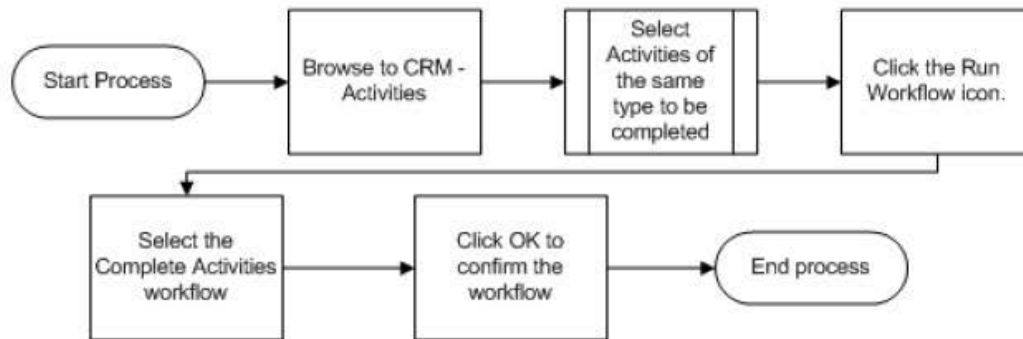 Start Process
Browse to CRM -
Activities
Select
Activities of
the same
type to be
completed
Click the Run
Workflow icon.
Select the
Complete Activities
workflow
Click OK to
confirm the
workflow
End process